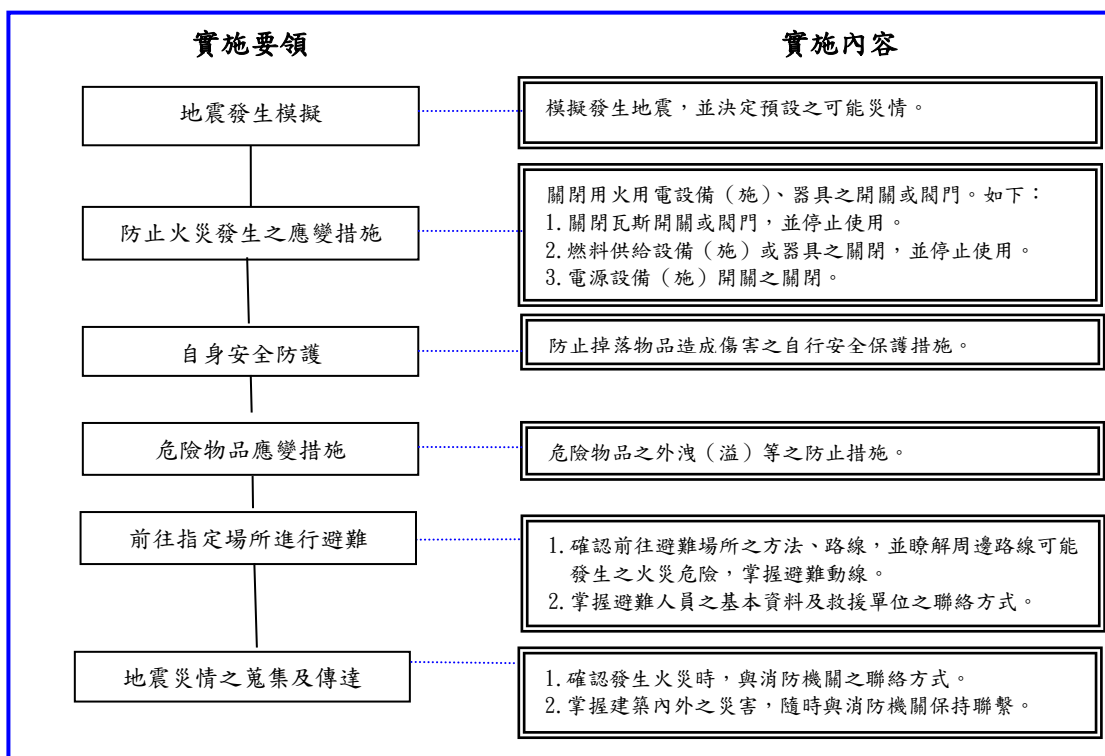 實施要領
實施內容
地震發生模擬
模擬發生地震，並決定預設之可能災情。
防止火災發生之應變措施
關閉用火用電設備（施）、器具之開關或閥門。如下：
1.關閉瓦斯開關或閥門，並停止使用。
2.燃料供給設備（施）或器具之關閉，並停止使用。
3.電源設備（施）開關之關閉。
自身安全防護
防止掉落物品造成傷害之自行安全保護措施。
危險物品應變措施
危險物品之外洩（溢）等之防止措施。
前往指定場所進行避難
1.確認前往避難場所之方法、路線，並瞭解周邊路線可能
發生之火災危險，掌握避難動線。
2.掌握避難人員之基本資料及救援單位之聯絡方式。
地震災情之蒐集及傳達
1.確認發生火災時，與消防機關之聯絡方式。
2.掌握建築內外之災害，隨時與消防機關保持聯繫。